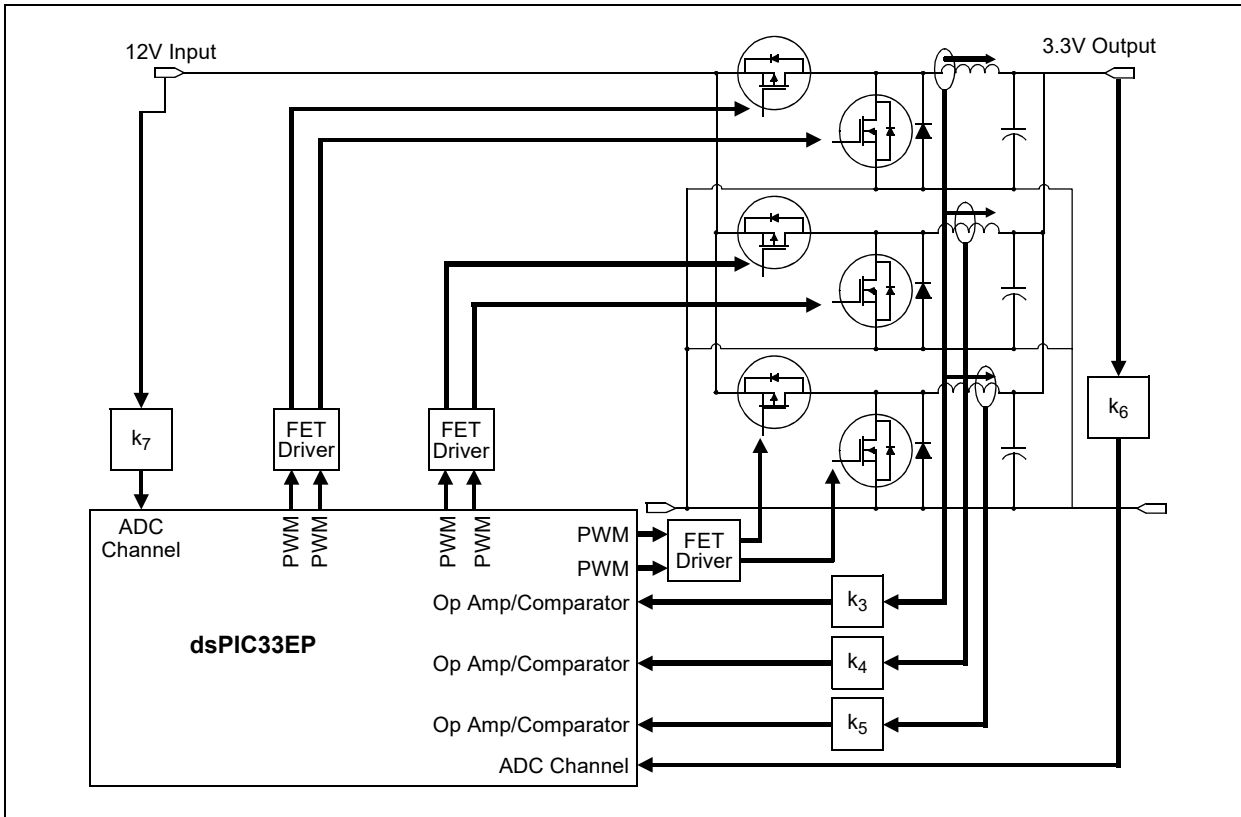 12V Input
3.3V Output
k7
FET
Driver
FET
Driver
k6
ADC
Channel
PWM
PWM
PWM
PWM
PWM
PWM
FET
Driver
Op Amp/Comparator
k3
dsPIC33EP
Op Amp/Comparator
k4
Op Amp/Comparator
k5
ADC Channel